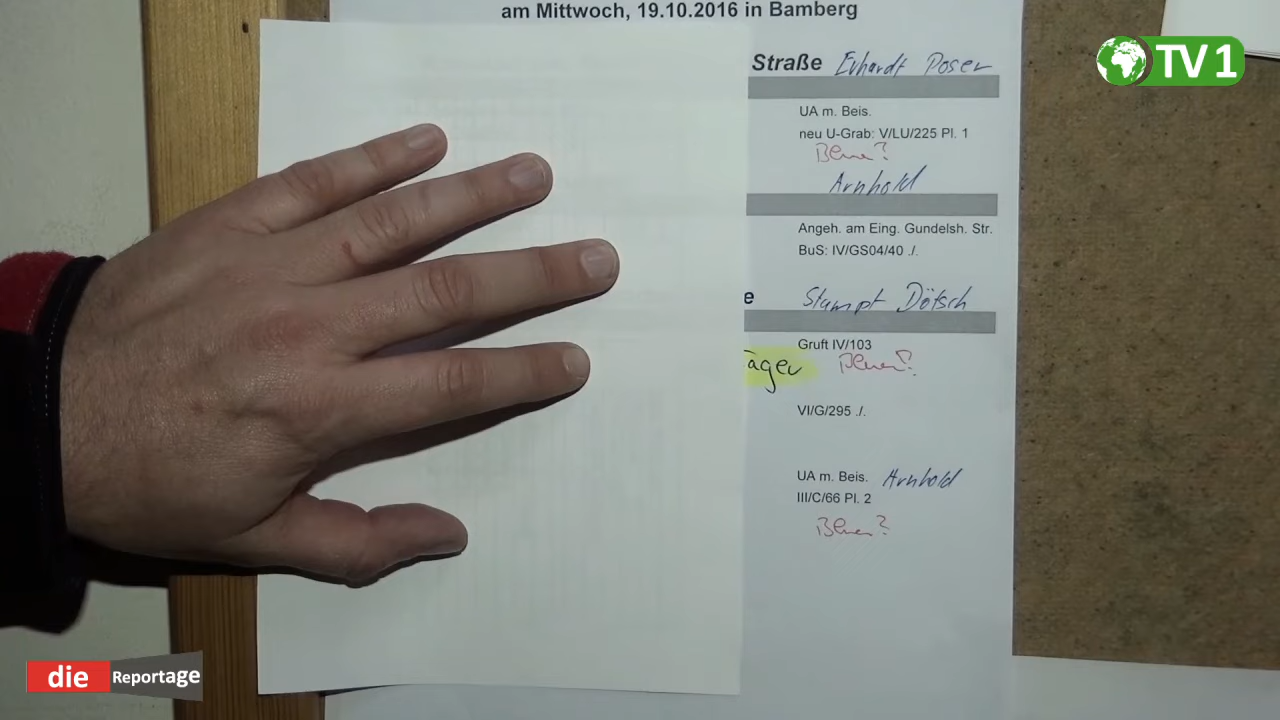 am Mittwoch, 19.10.2016 in Bamberg
TV1
Straße Erhardt Poser
UA m. Beis.
neu U-Grab: V/LU/225 Pl. 1
Arnhold
Angeh. am Eing. Gundelsh. Str.
BuS: IV/GS04/40 ./.
e Stumpf Dötsch
Gruft IV/103
äger
VI/G/295 ./.
UA m. Beis. Arnhold
III/C/66 Pl. 2
die Reportage